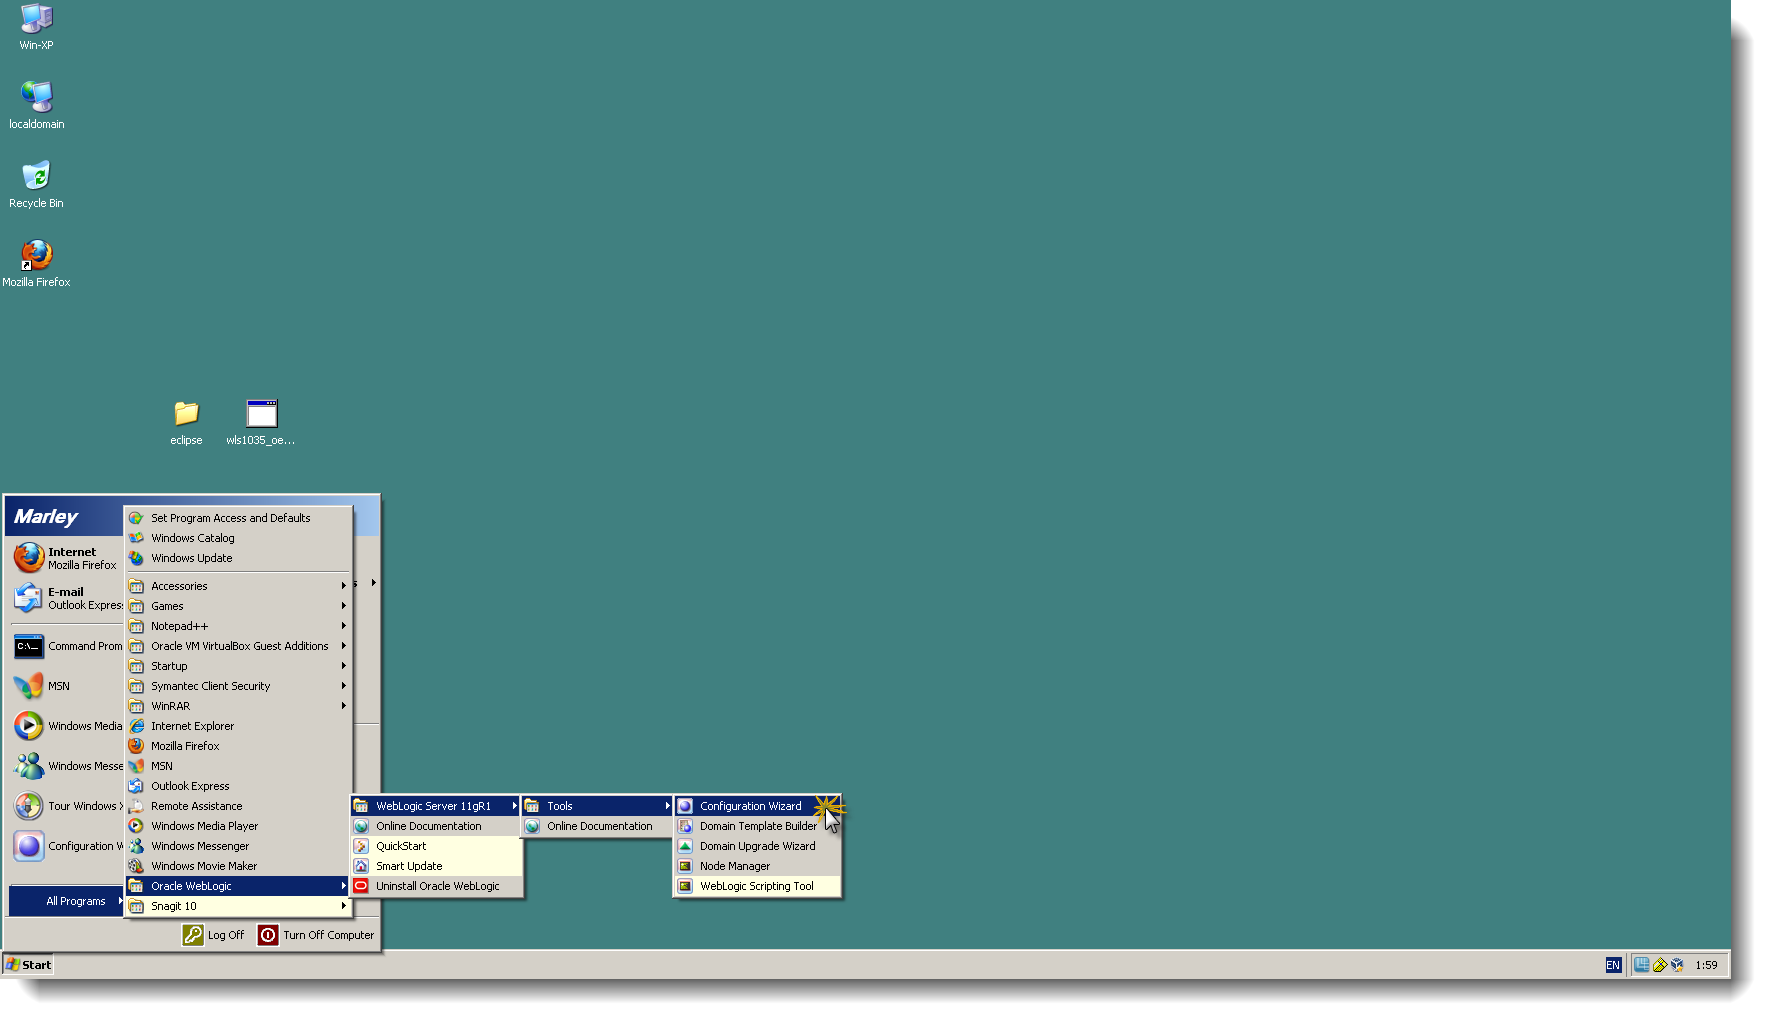 Win-XP
localdomain
Recycle Bin
Mozilla Firefox
eclipse
wls1035_oe...
Marley
Internet
Mozilla Firefox
E-mail
Outlook Express
Command Prom
MSN
Windows Media
Windows Messe
Tour Windows X
Configuration W
All Programs
Set Program Access and Defaults
Windows Catalog
Windows Update
Accessories
Games
Notepad++
Oracle VM VirtualBox Guest Additions
Startup
Symantec Client Security
WinRAR
Internet Explorer
Mozilla Firefox
MSN
Outlook Express
Remote Assistance
Windows Media Player
Windows Messenger
Windows Movie Maker
Oracle WebLogic
Snagit 10
WebLogic Server 11gR1
Online Documentation
QuickStart
Smart Update
Uninstall Oracle WebLogic
Tools
Online Documentation
Configuration Wizard
Domain Template Builder
Domain Upgrade Wizard
Node Manager
WebLogic Scripting Tool
Log Off
Turn Off Computer
Start
EN
1:59